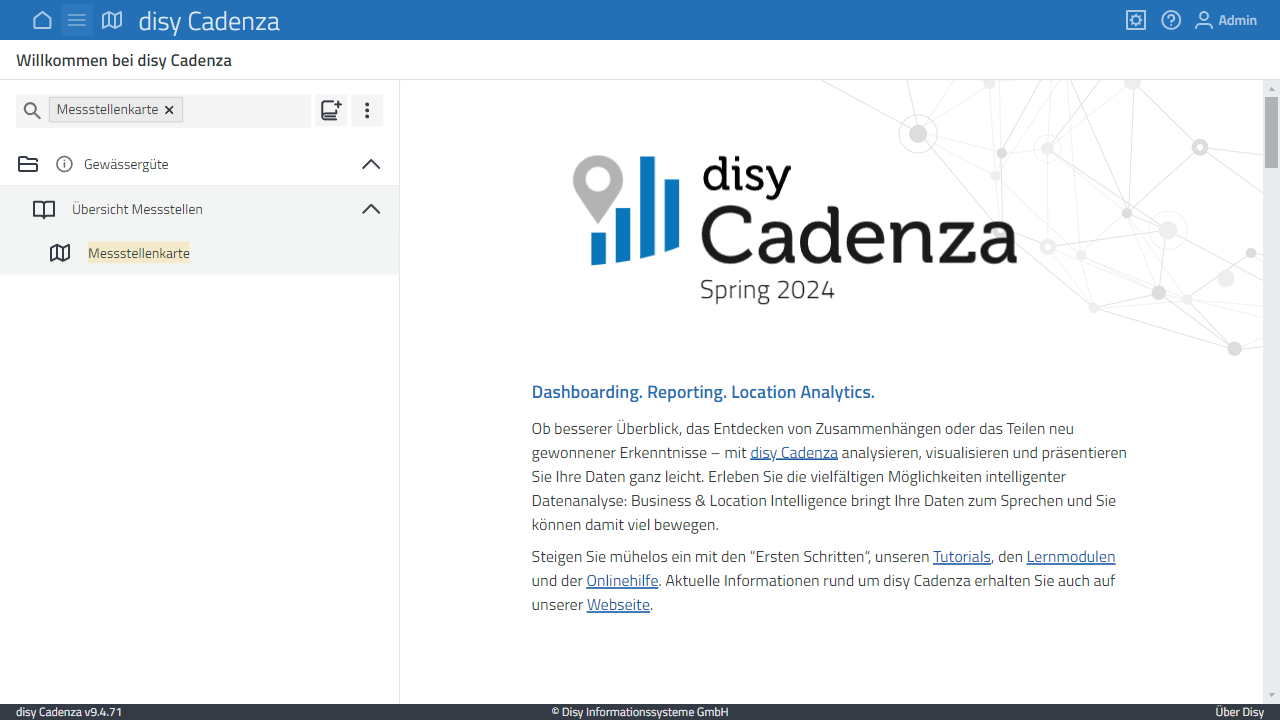 disy Cadenza
Admin
Willkommen bei disy Cadenza
Messstellenkarte
Gewässergüte
Übersicht Messstellen
Messstellenkarte
disy
Cadenza
Spring 2024
Dashboarding. Reporting. Location Analytics.
Ob besserer Überblick, das Entdecken von Zusammenhängen oder das Teilen neu
gewonnener Erkenntnisse – mit disy Cadenza analysieren, visualisieren und präsentieren
Sie Ihre Daten ganz leicht. Erleben Sie die vielfältigen Möglichkeiten intelligenter
Datenanalyse: Business & Location Intelligence bringt Ihre Daten zum Sprechen und Sie
können damit viel bewegen.
Steigen Sie mühelos ein mit den “Ersten Schritten“, unseren Tutorials, den Lernmodulen
und der Onlinehilfe. Aktuelle Informationen rund um disy Cadenza erhalten Sie auch auf
unserer Webseite.
disy Cadenza v9.4.71
© Disy Informationssysteme GmbH
Über Disy